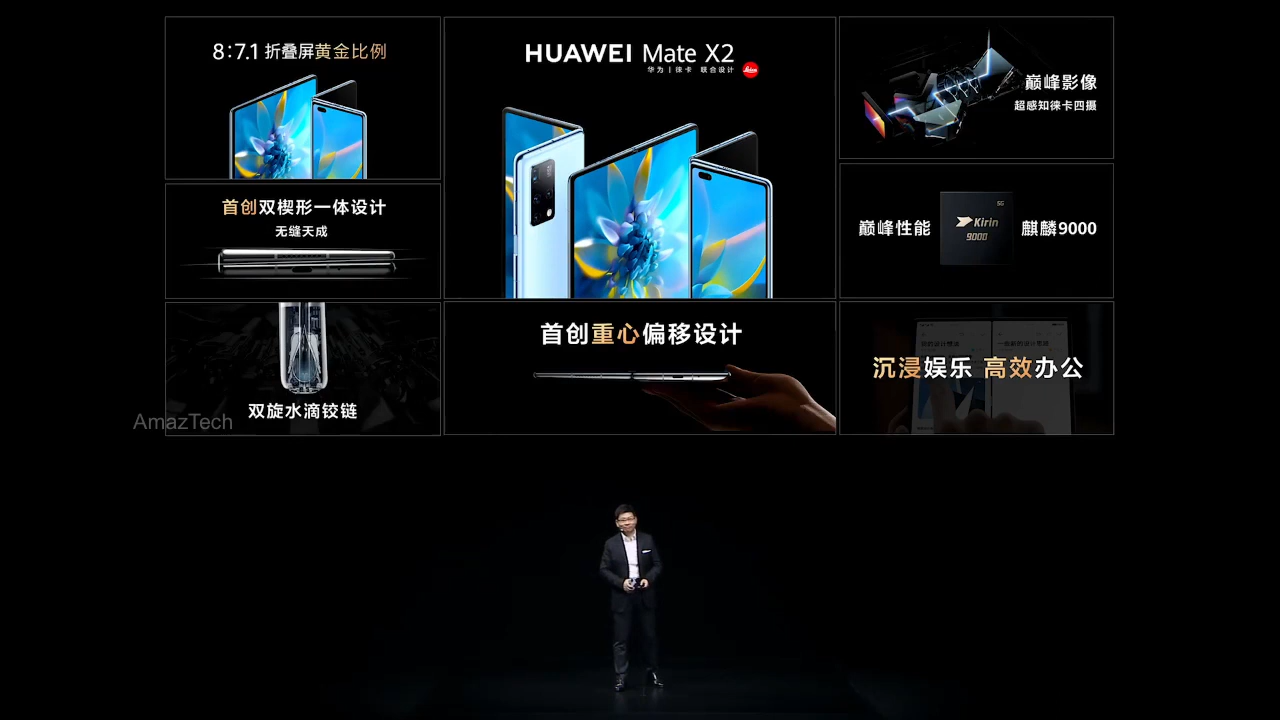 8:7.1 折叠屏黄金比例
HUAWEI Mate X2
华为 | 徕卡 联合设计
巅峰影像
超感知徕卡四摄
首创双楔形一体设计
无缝天成
巅峰性能
5G
Kirin
9000
麒麟9000
双旋水滴铰链
首创重心偏移设计
沉浸娱乐 高效办公
AmazTech